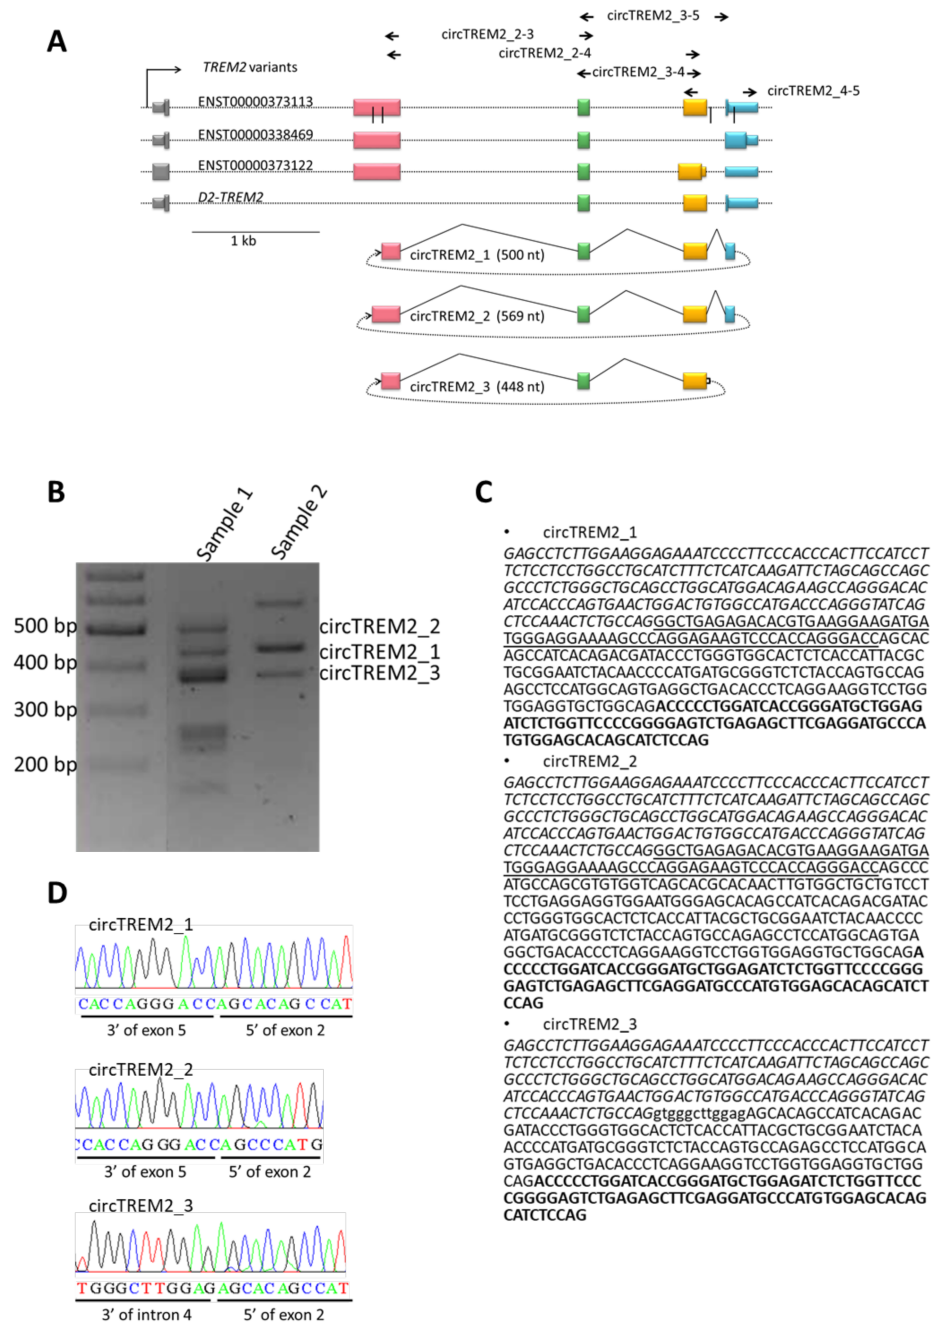 A
circTREM2_3-5
circTREM2_2-3
circTREM2_2-4
circTREM2_3-4
circTREM2_4-5
TREM2 variants
ENST00000373113
ENST00000338469
ENST00000373122
D2-TREM2
1 kb
circTREM2_1 (500 nt)
circTREM2_2 (569 nt)
circTREM2_3 (448 nt)
B
Sample 1
Sample 2
500 bp
400 bp
300 bp
200 bp
circTREM2_2
circTREM2_1
circTREM2_3
C
• circTREM2_1
GAGCCTCTTGGAAGGAGAAATCCCCTTCCCACCCACTTCCATCCT
TCTCCTCCTGGCCTGCATCTTTCTCATCAAGATTCTAGCAGCCAGC
GCCCTCTGGGCTGCAGCCTGGCATGGACAGAAGCCAGGGACAC
ATCCACCCAGTGAACTGGACTGTGGCCATGACCCAGGGTATCAG
CTCCAAACTCTGCCAGGGCTGAGAGACACGTGAAGGAAGATGA
TGGGAGGAAAAGCCCAGGAGAAGTCCCACCAGGGACCAGCAC
AGCCATCACAGACGATACCCTGGGTGGCACTCTCACCATTACGC
TGCGGAATCTACAACCCCATGATGCGGGTCTCTACCAGTGCCAG
AGCCTCCATGGCAGTGAGGCTGACACCCTCAGGAAGGTCCTGG
TGGAGGTGCTGGCAGACCCCCTGGATCACCGGGATGCTGGAG
ATCTCTGGTTCCCCGGGGAGTCTGAGAGCTTCGAGGATGCCCA
TGTGGAGCACAGCATCTCCAG
• circTREM2_2
GAGCCTCTTGGAAGGAGAAATCCCCTTCCCACCCACTTCCATCCT
TCTCCTCCTGGCCTGCATCTTTCTCATCAAGATTCTAGCAGCCAGC
GCCCTCTGGGCTGCAGCCTGGCATGGACAGAAGCCAGGGACAC
ATCCACCCAGTGAACTGGACTGTGGCCATGACCCAGGGTATCAG
CTCCAAACTCTGCCAGGGCTGAGAGACACGTGAAGGAAGATGA
TGGGAGGAAAAGCCCAGGAGAAGTCCCACCAGGGACCAGCCC
ATGCCAGCGTGTGGTCAGCACGCACAACTTGTGGCTGCTGTCCT
TCCTGAGGAGGTGGAATGGGAGCACAGCCATCACAGACGATAC
CCTGGGTGGCACTCTCACCATTACGCTGCGGAATCTACAACCCC
ATGATGCGGGTCTCTACCAGTGCCAGAGCCTCCATGGCAGTGA
GGCTGACACCCTCAGGAAGGTCCTGGTGGAGGTGCTGGCAGA
CCCCCTGGATCACCGGGATGCTGGAGATCTCTGGTTCCCCGGG
GAGTCTGAGAGCTTCGAGGATGCCCATGTGGAGCACAGCATCT
CCAG
• circTREM2_3
GAGCCTCTTGGAAGGAGAAATCCCCTTCCCACCCACTTCCATCCT
TCTCCTCCTGGCCTGCATCTTTCTCATCAAGATTCTAGCAGCCAGC
GCCCTCTGGGCTGCAGCCTGGCATGGACAGAAGCCAGGGACAC
ATCCACCCAGTGAACTGGACTGTGGCCATGACCCAGGGTATCAG
CTCCAAACTCTGCCAGgtgggcttggagAGCACAGCCATCACAGAC
GATACCCTGGGTGGCACTCTCACCATTACGCTGCGGAATCTACA
ACCCCATGATGCGGGTCTCTACCAGTGCCAGAGCCTCCATGGCA
GTGAGGCTGACACCCTCAGGAAGGTCCTGGTGGAGGTGCTGG
CAGACCCCCTGGATCACCGGGATGCTGGAGATCTCTGGTTCCC
CGGGGAGTCTGAGAGCTTCGAGGATGCCCATGTGGAGCACAG
CATCTCCAG
D
circTREM2_1
CACCAGGGACCAGCACAGCCAT
3' of exon 5
5' of exon 2
circTREM2_2
CCACCAGGGACCAGCCCATG
3' of exon 5
5' of exon 2
circTREM2_3
TGGGCTTGGAGAGCACAGCCAT
3' of intron 4
5' of exon 2